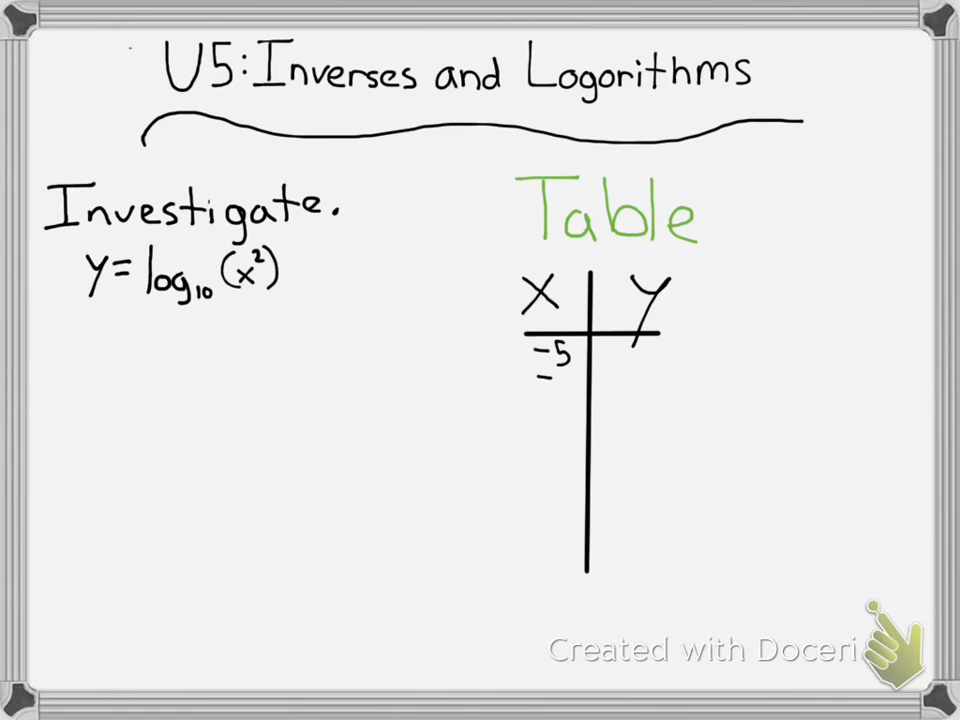 U5: Inverses and Logorithms
Investigate.
y = log₁₀ (x²)
Table
X Y
-5
-
Created with Doceri